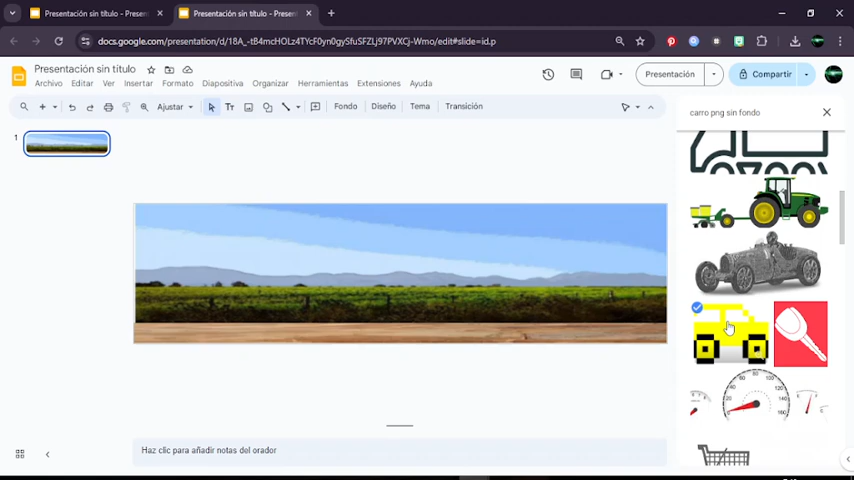 Presentación sin título - Presen
Presentación sin título - Presen
docs.google.com/presentation/d/18A_-tB4mcHOLz4TYcF0yn0gySfuSFZLj97PVXCj-Wmo/edit#slide=id.p
Presentación sin título
Archivo Editar Ver Insertar Formato Diapositiva Organizar Herramientas Extensiones Ayuda
Presentación
Compartir
Ajustar
Tr
Fondo Diseño Tema Transición
carro png sin fondo
1
Haz clic para añadir notas del orador